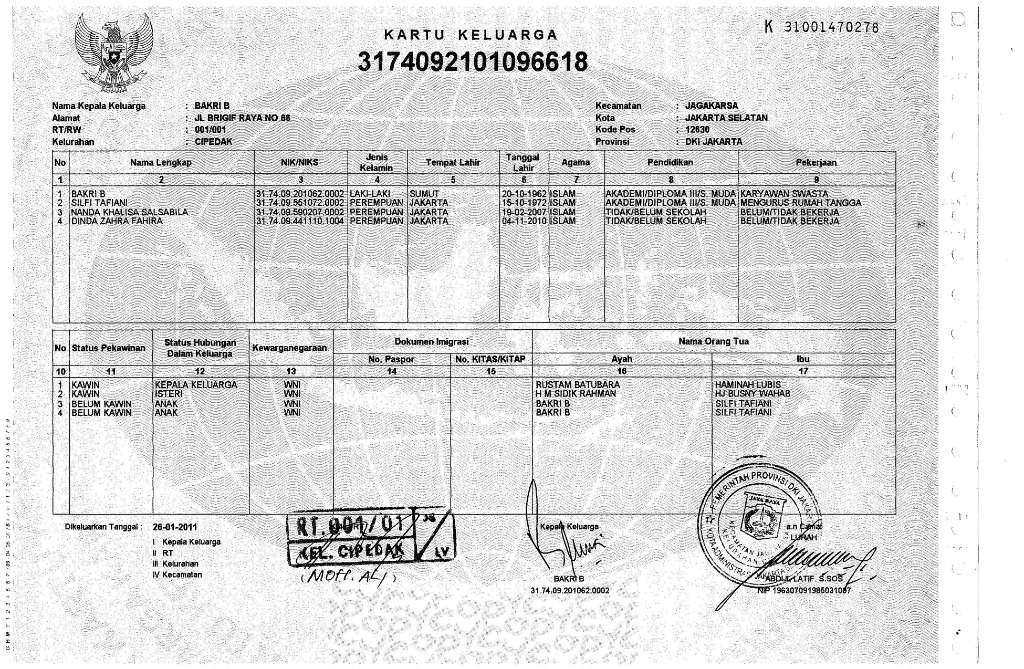 K 31001470278
KARTU KELUARGA
3174092101096618
Nama Kepala Keluarga : BAKRI B Kecamatan : JAGAKARSA
Alamat : JL BRIGIF RAYA NO 66 Kota : JAKARTA SELATAN
RT/RW : 001/001 Kode Pos : 12630
Kelurahan : CIPEDAK Provinsi : DKI JAKARTA
No Nama Lengkap NIK/NIKS Jenis Kelamin Tempat Lahir Tanggal Lahir Agama Pendidikan Pekerjaan
1 2 3 4 5 6 7 8 9
1 BAKRI B 31.74.09.201062.0002 LAKI-LAKI SUMUT 20-10-1962 ISLAM AKADEMI/DIPLOMA III/S. MUDA KARYAWAN SWASTA
2 SILFI TAFIANI 31.74.09.551072.0002 PEREMPUAN JAKARTA 15-10-1972 ISLAM AKADEMI/DIPLOMA III/S. MUDA MENGURUS RUMAH TANGGA
3 NANDA KHALISA SALSABILA 31.74.09.590207.0002 PEREMPUAN JAKARTA 19-02-2007 ISLAM TIDAK/BELUM SEKOLAH BELUM/TIDAK BEKERJA
4 DINDA ZAHRA FAHIRA 31.74.09.441110.1004 PEREMPUAN JAKARTA 04-11-2010 ISLAM TIDAK/BELUM SEKOLAH BELUM/TIDAK BEKERJA
No Status Pekawinan Status Hubungan Dalam Keluarga Kewarganegaraan Dokumen Imigrasi Nama Orang Tua
No. Paspor No. KITAS/KITAP Ayah Ibu
10 11 12 13 14 15 16 17
1 KAWIN KEPALA KELUARGA WNI RUSTAM BATUBARA HAMINAH LUBIS
2 KAWIN ISTERI WNI H M SIDIK RAHMAN HJ BUSNY WAHAB
3 BELUM KAWIN ANAK WNI BAKRI B SILFI TAFIANI
4 BELUM KAWIN ANAK WNI BAKRI B SILFI TAFIANI
Dikeluarkan Tanggal : 26-01-2011
I Kepala Keluarga
II RT
III Kelurahan
IV Kecamatan
RT.001/01 JS
KEL. CIPEDAK LV
(MOH. ALI)
Kepala Keluarga
BAKRI B
31.74.09.201062.0002
PEMERINTAH PROVINSI DKI JAKARTA
JAYA RAYA
a.n Camat
LURAH
ABDUL LATIF. S.SOS
NIP 196307091986031087